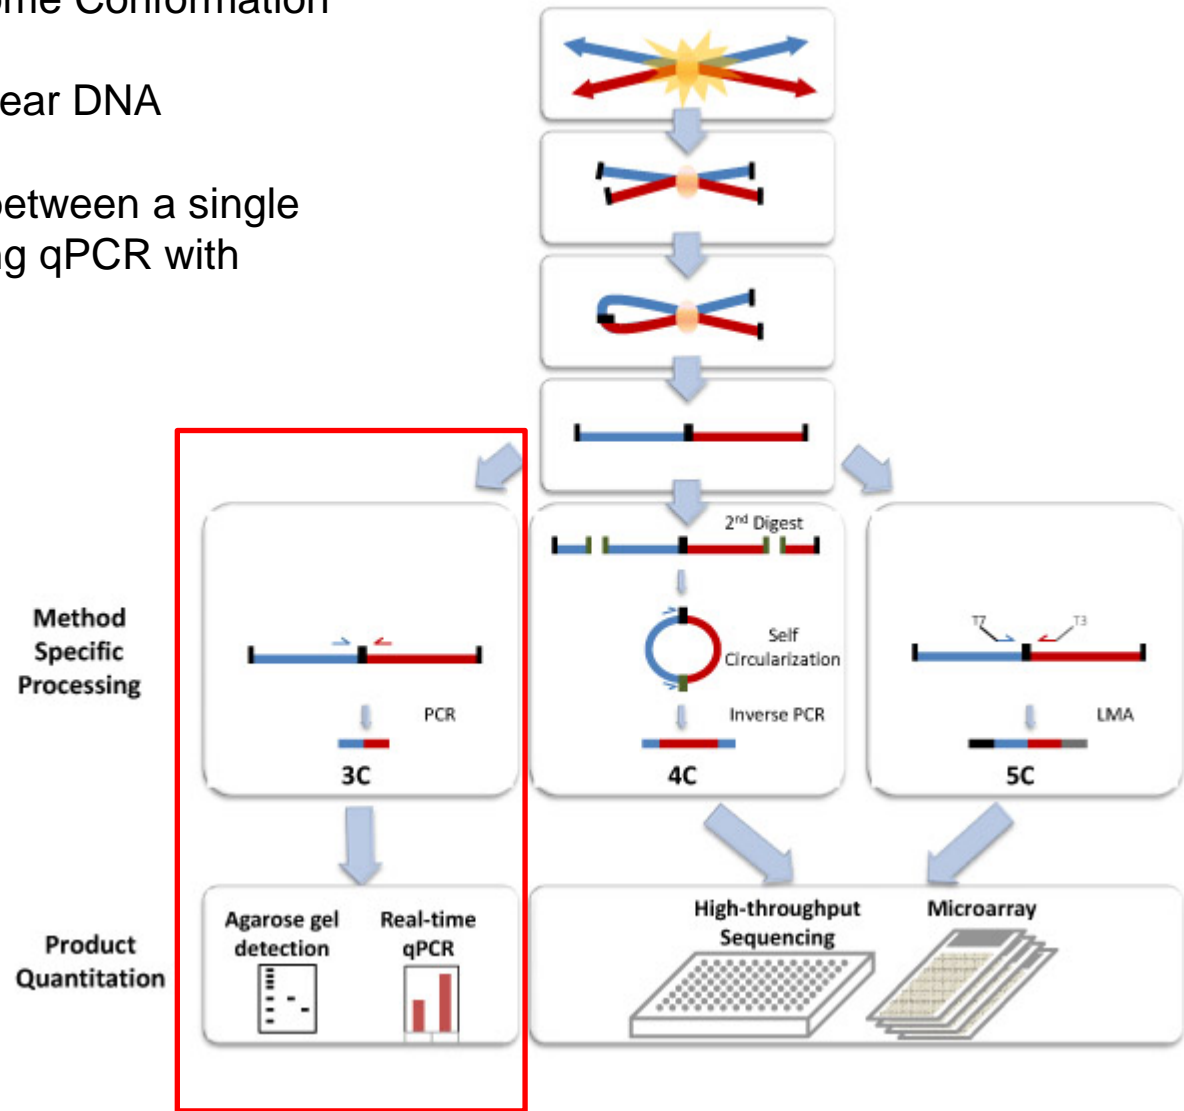 ome Conformation
ear DNA
between a single
ng qPCR with
2nd Digest
Self
Circularization
Inverse PCR
Method
Specific
Processing
PCR
3C
4C
T7
T3
LMA
5C
Product
Quantitation
Agarose gel
detection
Real-time
qPCR
High-throughput
Sequencing
Microarray